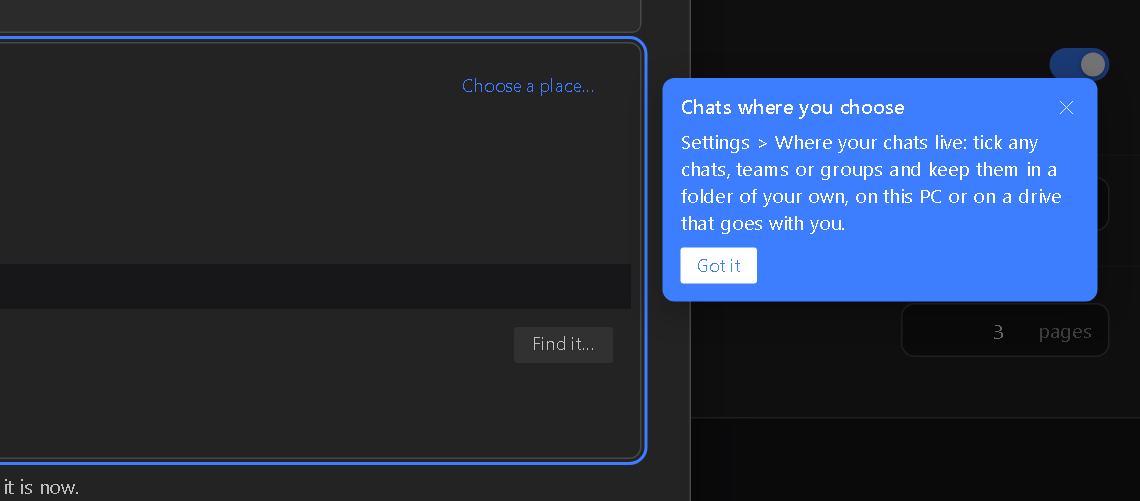 Choose a place...
Chats where you choose
Settings > Where your chats live: tick any
chats, teams or groups and keep them in a
folder of your own, on this PC or on a drive
that goes with you.
Got it
3 pages
Find it...
it is now.